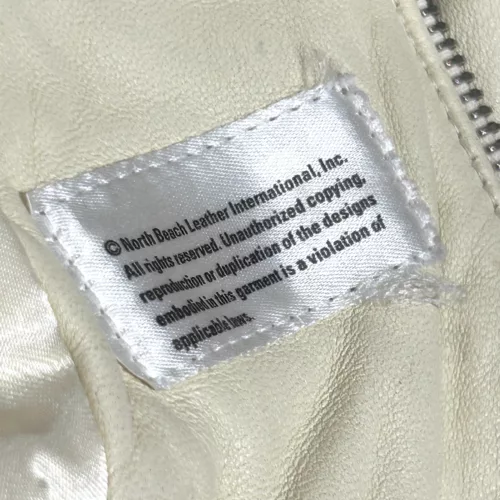 © North Beach Leather International, Inc.
All rights reserved. Unauthorized copying,
reproduction or duplication of the designs
embodied in this garment is a violation of
applicable laws.